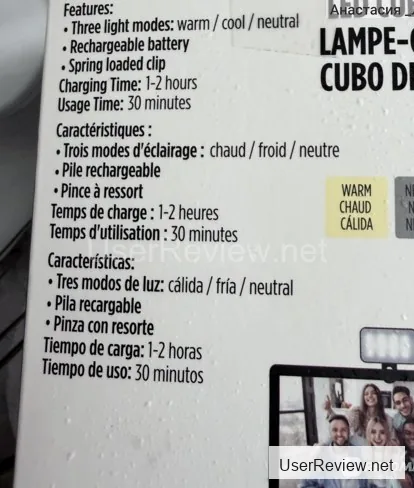 Анастасия
Features:
• Three light modes: warm / cool / neutral
• Rechargeable battery
• Spring loaded clip
Charging Time: 1-2 hours
Usage Time: 30 minutes
Caractéristiques :
• Trois modes d'éclairage : chaud / froid / neutre
• Pile rechargeable
• Pince à ressort
Temps de charge : 1-2 heures
Temps d'utilisation : 30 minutes
Características:
• Tres modos de luz: cálida / fría / neutral
• Pila recargable
• Pinza con resorte
Tiempo de carga: 1-2 horas
Tiempo de uso: 30 minutos
LAMPE-
CUBO DE
WARM
CHAUD
CÁLIDA
UserReview.net
UserReview.net